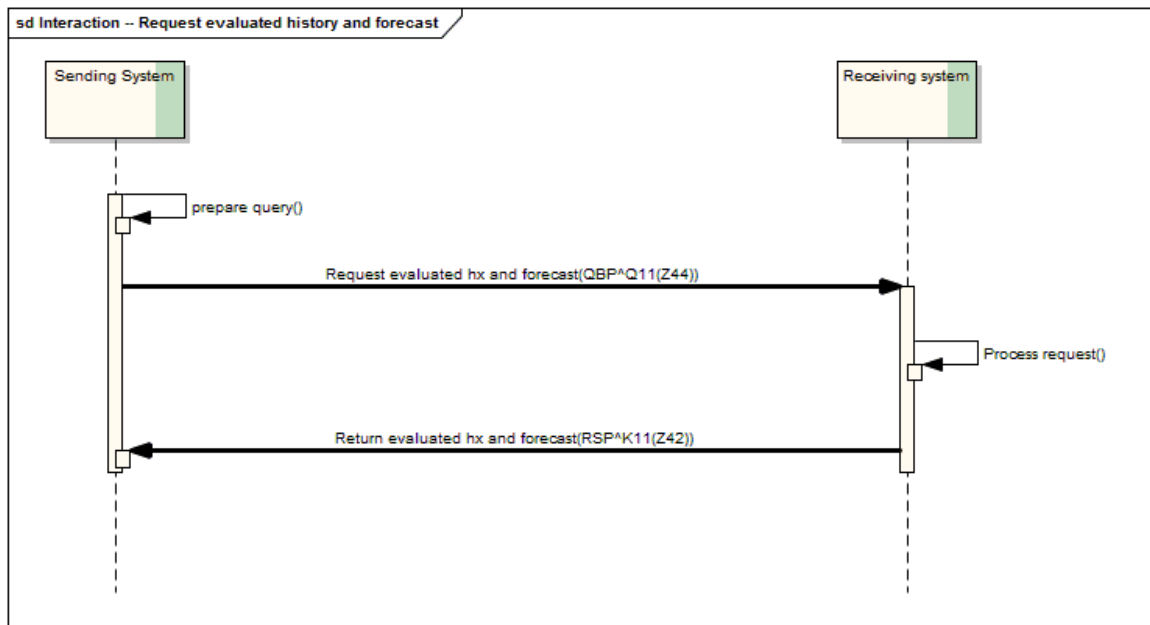 sd Interaction -- Request evaluated history and forecast
Sending System
Receiving system
prepare query()
Request evaluated hx and forecast(QBP^Q11(Z44))
Process request()
Return evaluated hx and forecast(RSP^K11(Z42))